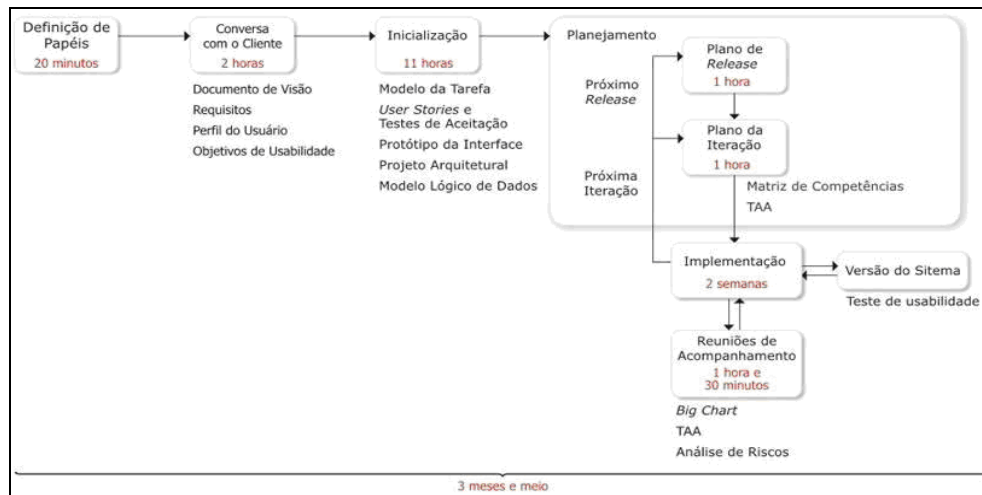 Definição de
Papéis
20 minutos
Conversa
com o Cliente
2 horas
Documento de Visão
Requisitos
Perfil do Usuário
Objetivos de Usabilidade
Inicialização
11 horas
Modelo da Tarefa
User Stories e
Testes de Aceitação
Protótipo da Interface
Projeto Arquitetural
Modelo Lógico de Dados
Planejamento
Plano de
Release
1 hora
Próximo
Release
Plano da
Iteração
1 hora
Próxima
Iteração
Matriz de Competências
TAA
Implementação
2 semanas
Versão do Sitema
Teste de usabilidade
Reuniões de
Acompanhamento
1 hora e
30 minutos
Big Chart
TAA
Análise de Riscos
3 meses e meio